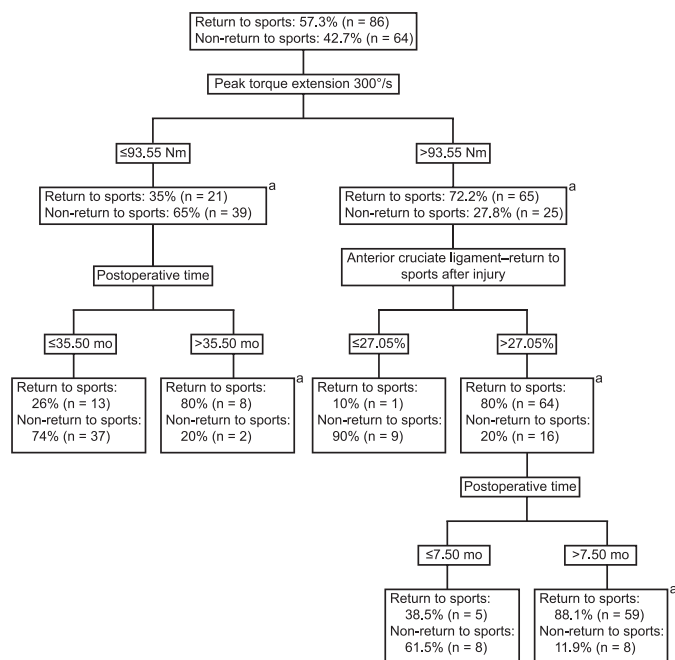 Return to sports: 57.3% (n = 86)
Non-return to sports: 42.7% (n = 64)
Peak torque extension 300°/s
≤93.55 Nm
>93.55 Nm
a
Return to sports: 35% (n = 21)
Non-return to sports: 65% (n = 39)
a
Return to sports: 72.2% (n = 65)
Non-return to sports: 27.8% (n = 25)
Postoperative time
Anterior cruciate ligament–return to
sports after injury
≤35.50 mo
>35.50 mo
≤27.05%
>27.05%
Return to sports:
26% (n = 13)
Non-return to sports:
74% (n = 37)
a
Return to sports:
80% (n = 8)
Non-return to sports:
20% (n = 2)
Return to sports:
10% (n = 1)
Non-return to sports:
90% (n = 9)
a
Return to sports:
80% (n = 64)
Non-return to sports:
20% (n = 16)
Postoperative time
≤7.50 mo
>7.50 mo
Return to sports:
38.5% (n = 5)
Non-return to sports:
61.5% (n = 8)
a
Return to sports:
88.1% (n = 59)
Non-return to sports:
11.9% (n = 8)